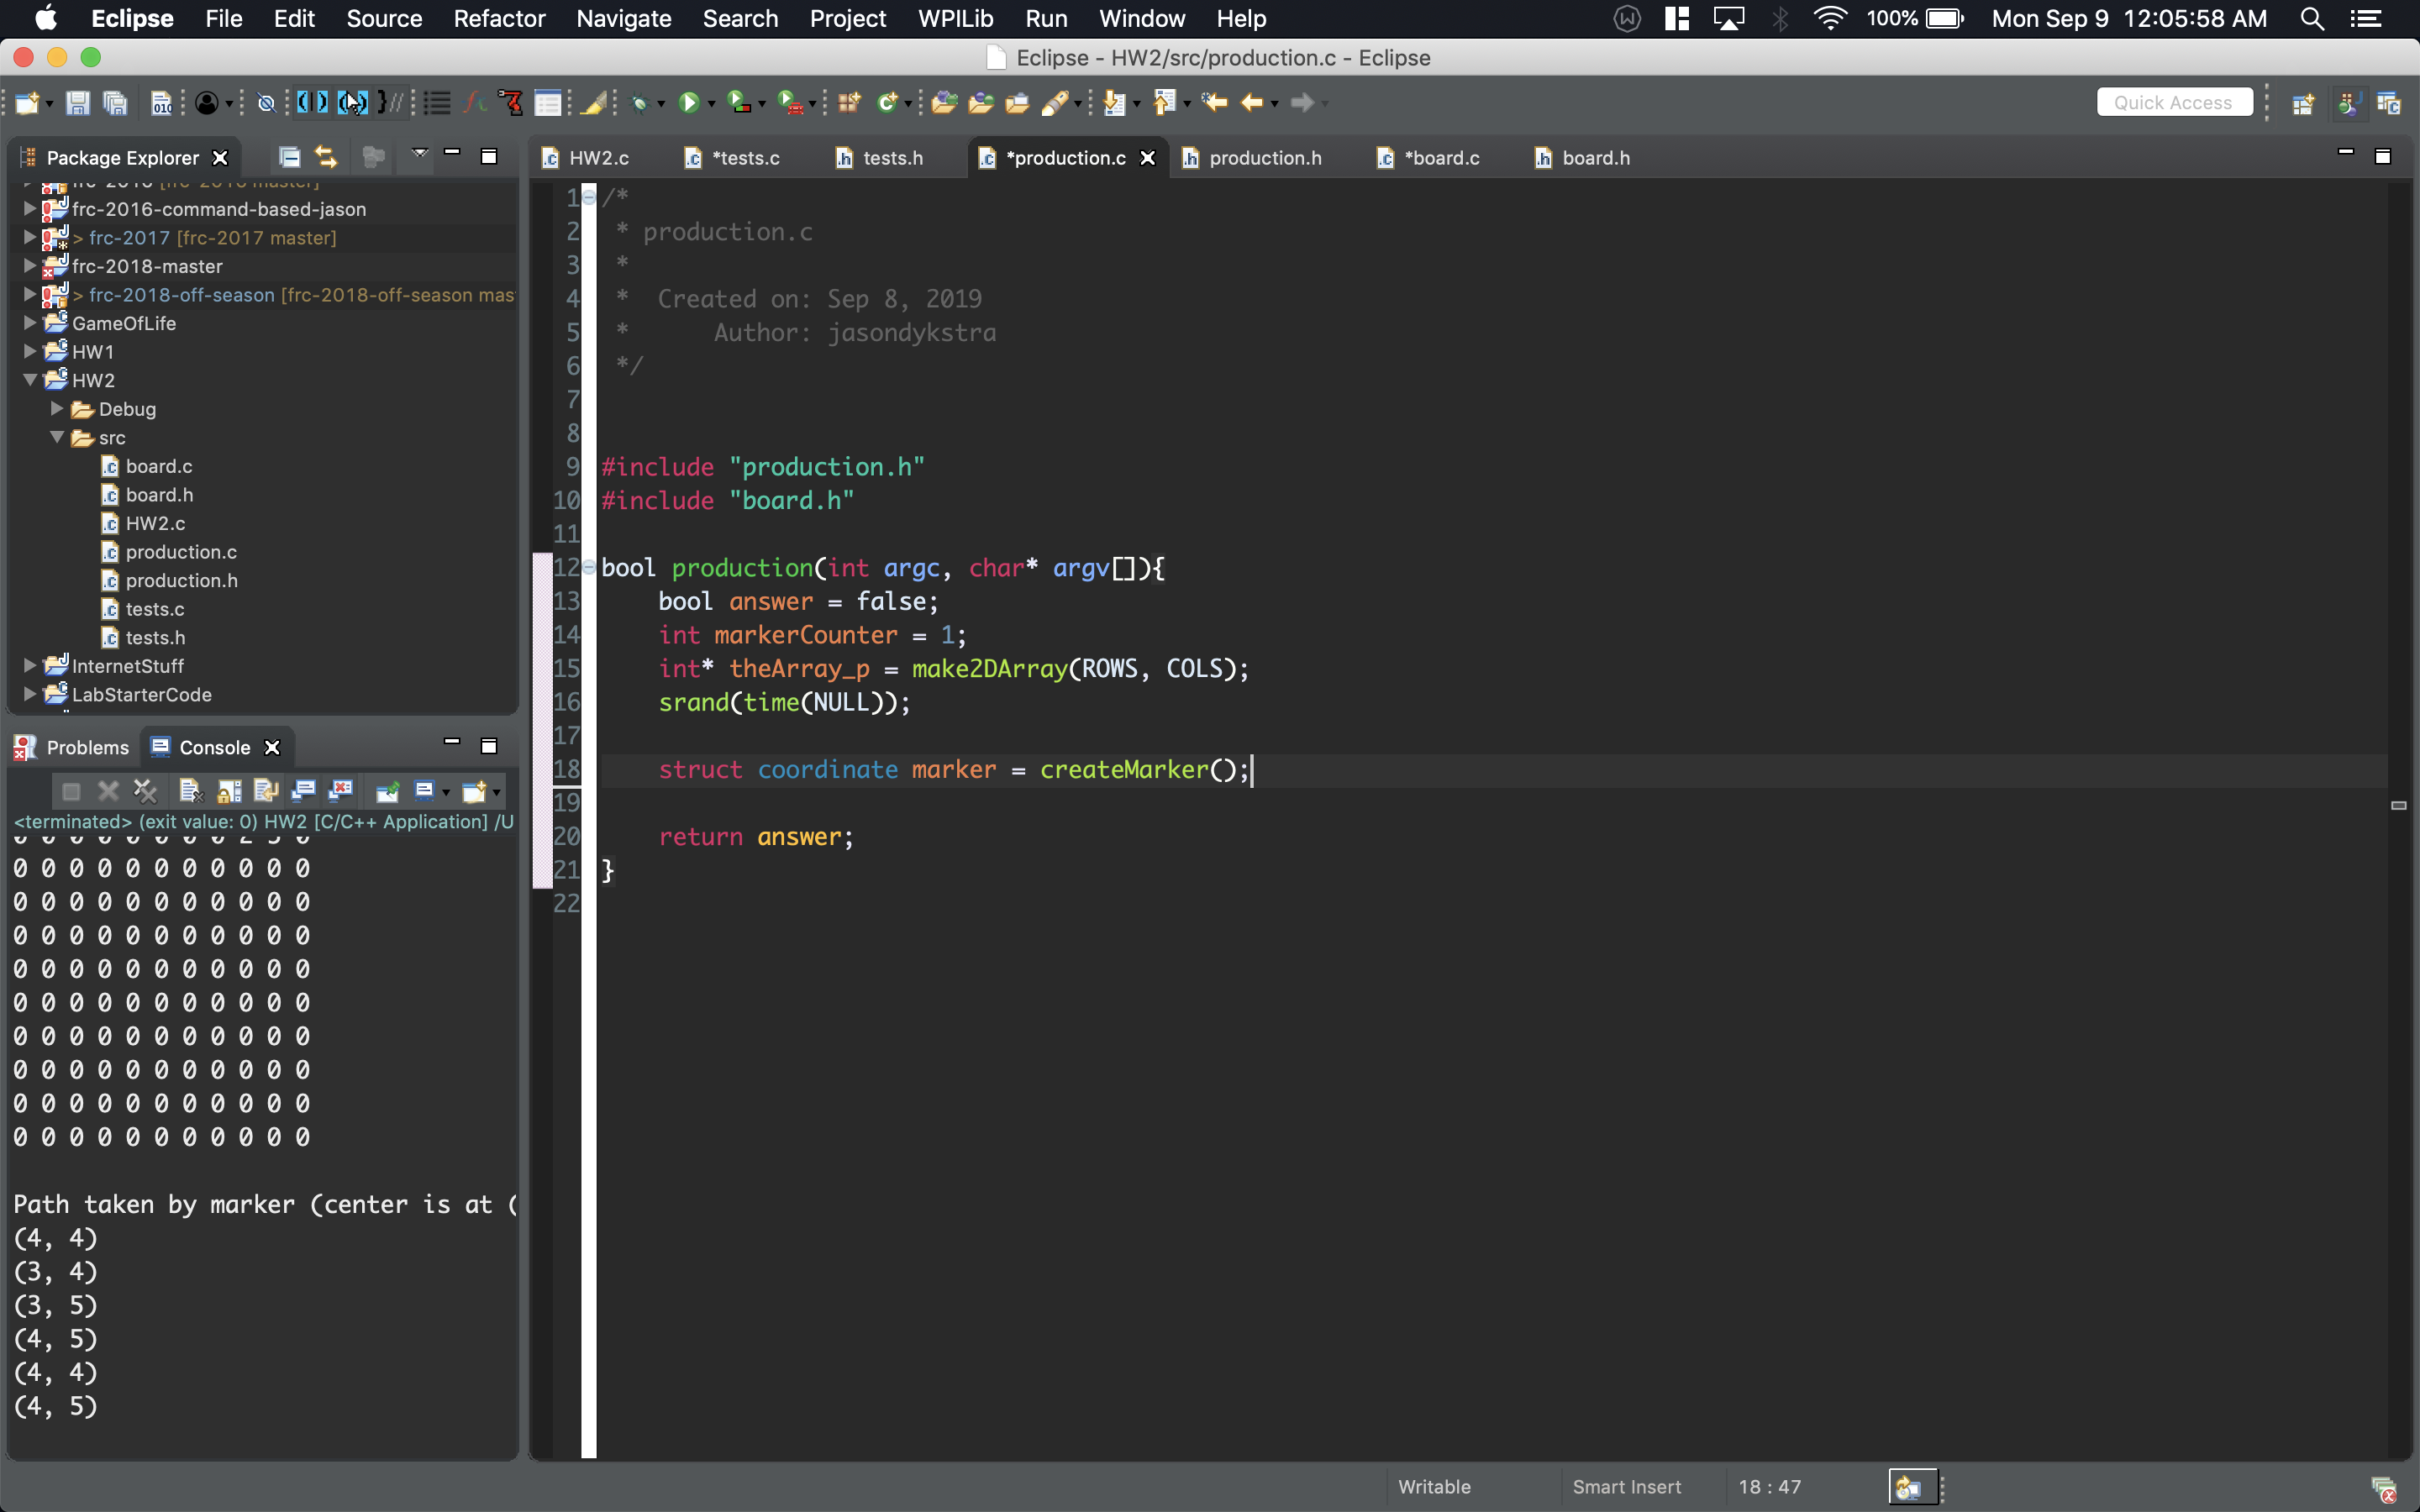 Eclipse File Edit Source Refactor Navigate Search Project WPILib Run Window Help 100% Mon Sep 9 12:05:58 AM
Eclipse - HW2/src/production.c - Eclipse
Quick Access
Package Explorer
frc-2016-command-based-jason
> frc-2017 [frc-2017 master]
frc-2018-master
> frc-2018-off-season [frc-2018-off-season mas
GameOfLife
HW1
HW2
Debug
src
board.c
board.h
HW2.c
production.c
production.h
tests.c
tests.h
InternetStuff
LabStarterCode
Problems Console
<terminated> (exit value: 0) HW2 [C/C++ Application] /U
0 0 0 0 0 0 0 0 0 0 0
0 0 0 0 0 0 0 0 0 0 0
0 0 0 0 0 0 0 0 0 0 0
0 0 0 0 0 0 0 0 0 0 0
0 0 0 0 0 0 0 0 0 0 0
0 0 0 0 0 0 0 0 0 0 0
0 0 0 0 0 0 0 0 0 0 0
0 0 0 0 0 0 0 0 0 0 0
0 0 0 0 0 0 0 0 0 0 0
Path taken by marker (center is at (
(4, 4)
(3, 4)
(3, 5)
(4, 5)
(4, 4)
(4, 5)
HW2.c *tests.c tests.h *production.c production.h *board.c board.h
1 /*
2 * production.c
3 *
4 * Created on: Sep 8, 2019
5 * Author: jasondykstra
6 */
7
8
9 #include "production.h"
10 #include "board.h"
11
12 bool production(int argc, char* argv[]){
13 bool answer = false;
14 int markerCounter = 1;
15 int* theArray_p = make2DArray(ROWS, COLS);
16 srand(time(NULL));
17
18 struct coordinate marker = createMarker();
19
20 return answer;
21 }
22
Writable Smart Insert 18 : 47